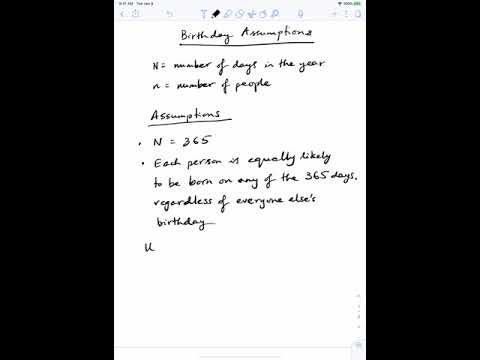 Birthday Assumptions
N = number of days in the year
n = number of people
Assumptions
• N = 365
• Each person is equally likely
to be born on any of the 365 days,
regardless of everyone else's
birthday